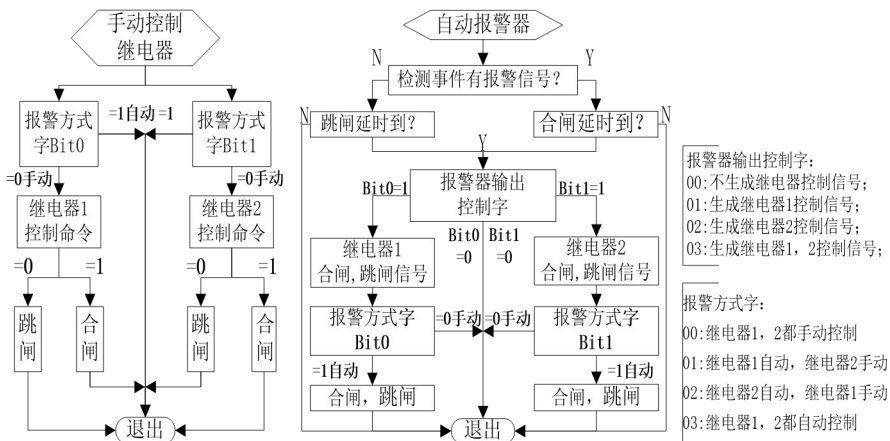 手动控制
继电器
报警方式
字Bit0
=1自动=1
报警方式
字Bit1
=0手动
=0手动
继电器1
控制命令
继电器2
控制命令
=0
=1
=0
=1
跳
闸
合
闸
跳
闸
合
闸
退出
自动报警器
N
Y
检测事件有报警信号?
N
跳闸延时到?
合闸延时到?
N
Y
报警器输出
控制字
Bit0=1
Bit1=1
Bit0
=0
Bit1
=0
继电器1
合闸,跳闸信号
继电器2
合闸,跳闸信号
报警方式字
Bit0
=0手动
=0手动
报警方式字
Bit1
=1自动
=1自动
合闸，跳闸
合闸，跳闸
退出
报警器输出控制字:
00:不生成继电器控制信号;
01:生成继电器1控制信号;
02:生成继电器2控制信号;
03:生成继电器1，2控制信号;
报警方式字:
00:继电器1，2都手动控制
01:继电器1自动，继电器2手动
02:继电器2自动，继电器1手动
03:继电器1，2都自动控制